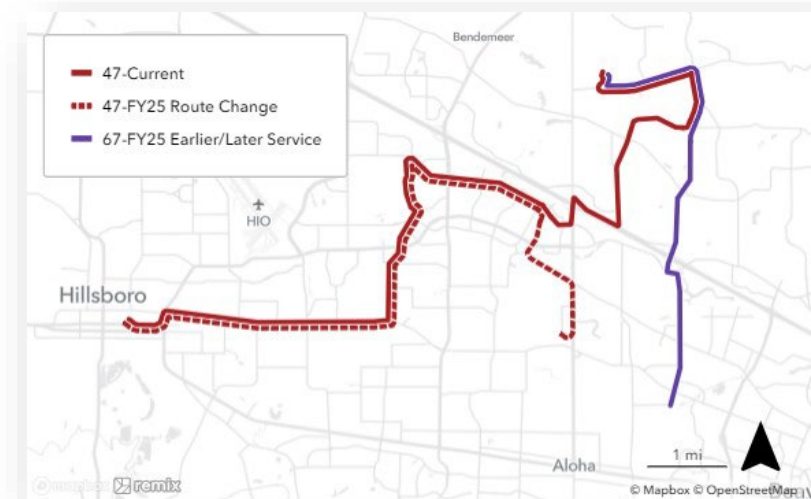 Bendemeer
47-Current
47-FY25 Route Change
67-FY25 Earlier/Later Service
HIO
Hillsboro
Aloha
1 mi
mapbox remix
© Mapbox © OpenStreetMap